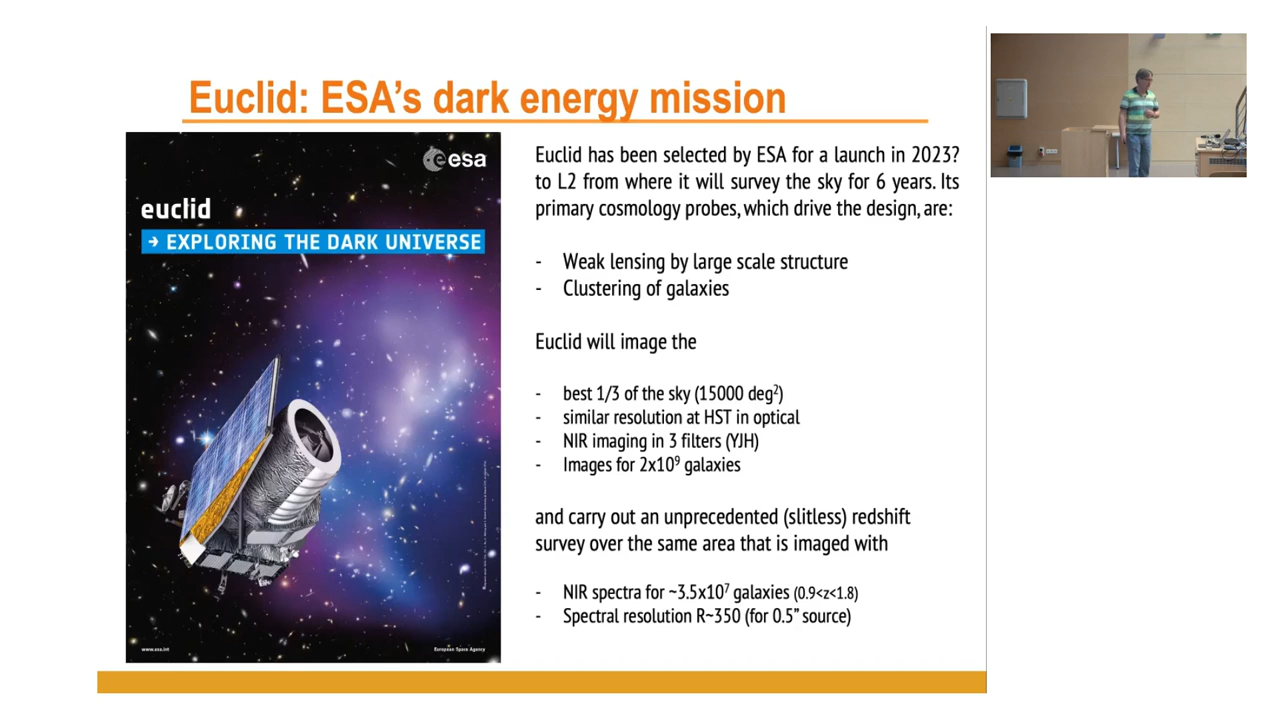 Euclid: ESA's dark energy mission
esa
euclid
→ EXPLORING THE DARK UNIVERSE
www.esa.int
European Space Agency
Euclid has been selected by ESA for a launch in 2023?
to L2 from where it will survey the sky for 6 years. Its
primary cosmology probes, which drive the design, are:
- Weak lensing by large scale structure
- Clustering of galaxies
Euclid will image the
- best 1/3 of the sky (15000 deg²)
- similar resolution at HST in optical
- NIR imaging in 3 filters (YJH)
- Images for 2x10⁹ galaxies
and carry out an unprecedented (slitless) redshift
survey over the same area that is imaged with
- NIR spectra for ~3.5x10⁷ galaxies (0.9<z<1.8)
- Spectral resolution R~350 (for 0.5” source)